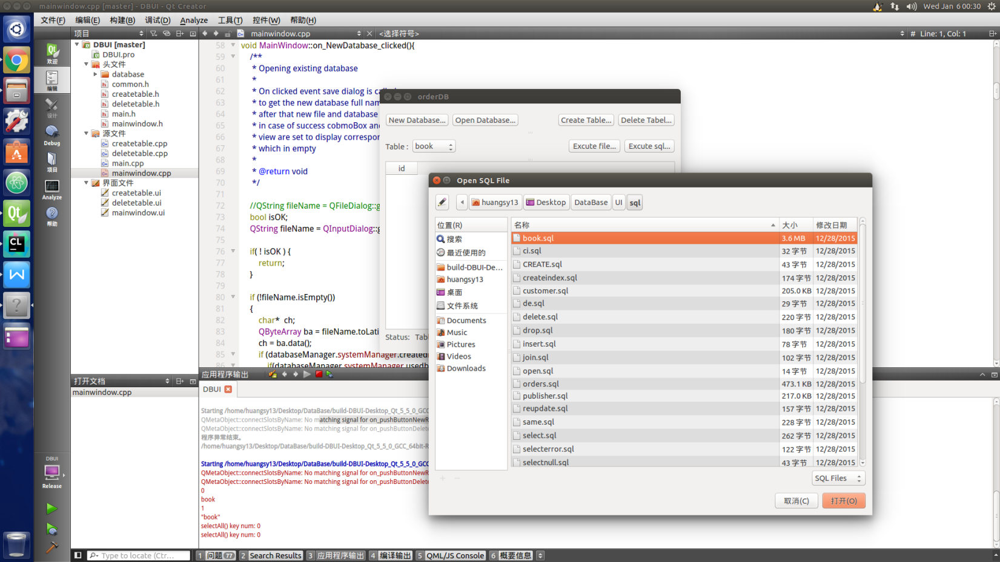 mainwindow.cpp [master] - DBUI - Qt Creator
Wed Jan 6 00:30
文件(F) 编辑(E) 构建(B) 调试(D) Analyze 工具(T) 控件(W) 帮助(H)
项目
mainwindow.cpp
<选择符号>
# Line: 1, Col: 1
欢迎
编辑
设计
Debug
项目
Analyze
帮助
DBUI
Release
DBUI [master]
DBUI.pro
头文件
database
common.h
createtable.h
deletetable.h
main.h
mainwindow.h
源文件
createtable.cpp
deletetable.cpp
main.cpp
mainwindow.cpp
界面文件
createtable.ui
deletetable.ui
mainwindow.ui
打开文档
mainwindow.cpp
58 void MainWindow::on_NewDatabase_clicked(){
59 /**
60 * Opening existing database
61 *
62 * On clicked event save dialog is
63 * to get the new database full nam
64 * after that new file and database
65 * in case of success cobmoBox and
66 * view are set to display correspon
67 * which in empty
68 *
69 * @return void
70 */
71
72 //QString fileName = QFileDialog::g
73 bool isOK;
74 QString fileName = QInputDialog::g
75
76 if( ! isOK ) {
77 return;
78 }
79
80 if (!fileName.isEmpty())
81 {
82 char* ch;
83 QByteArray ba = fileName.toLati
84 ch = ba.data();
85 if (databaseManager.systemManager.created
86 if(databaseManager.systemManager.usedb
orderDB
New Database... Open Database... Create Table... Delete Tabel...
Table : book Excute file... Excute sql...
id
Status: Tabl
Open SQL File
huangsy13 Desktop DataBase UI sql
位置(R)
搜索
最近使用的
build-DBUI-De...
huangsy13
桌面
文件系统
Documents
Music
Pictures
Videos
Downloads
名称 大小 修改日期
book.sql 3.6 MB 12/28/2015
ci.sql 32 字节 12/28/2015
CREATE.sql 43 字节 12/28/2015
createindex.sql 174 字节 12/28/2015
customer.sql 205.0 KB 12/28/2015
de.sql 29 字节 12/28/2015
delete.sql 220 字节 12/28/2015
drop.sql 180 字节 12/28/2015
insert.sql 78 字节 12/28/2015
join.sql 102 字节 12/28/2015
open.sql 14 字节 12/28/2015
orders.sql 473.1 KB 12/28/2015
publisher.sql 217.0 KB 12/28/2015
reupdate.sql 157 字节 12/28/2015
same.sql 228 字节 12/28/2015
select.sql 262 字节 12/28/2015
selecterror.sql 122 字节 12/28/2015
selectnull.sql 43 字节 12/28/2015
SQL Files
取消(C) 打开(O)
应用程序输出
DBUI
Starting /home/huangsy13/Desktop/DataBase/build-DBUI-Desktop_Qt_5_5_0_GCC
QMetaObject::connectSlotsByName: No matching signal for on_pushButtonNewR
QMetaObject::connectSlotsByName: No matching signal for on_pushButtonDelete
程序异常结束。
/home/huangsy13/Desktop/DataBase/build-DBUI-Desktop_Qt_5_5_0_GCC_64bit-R
Starting /home/huangsy13/Desktop/DataBase/build-DBUI-Desktop_Qt_5_5_0_GCC
QMetaObject::connectSlotsByName: No matching signal for on_pushButtonNewR
QMetaObject::connectSlotsByName: No matching signal for on_pushButtonDelete
0
book
1
"book"
selectAll() key num: 0
selectAll() key num: 0
Type to locate (Ctr... 1 问题 77 2 Search Results 3 应用程序输出 4 编译输出 5 QML/JS Console 6 概要信息